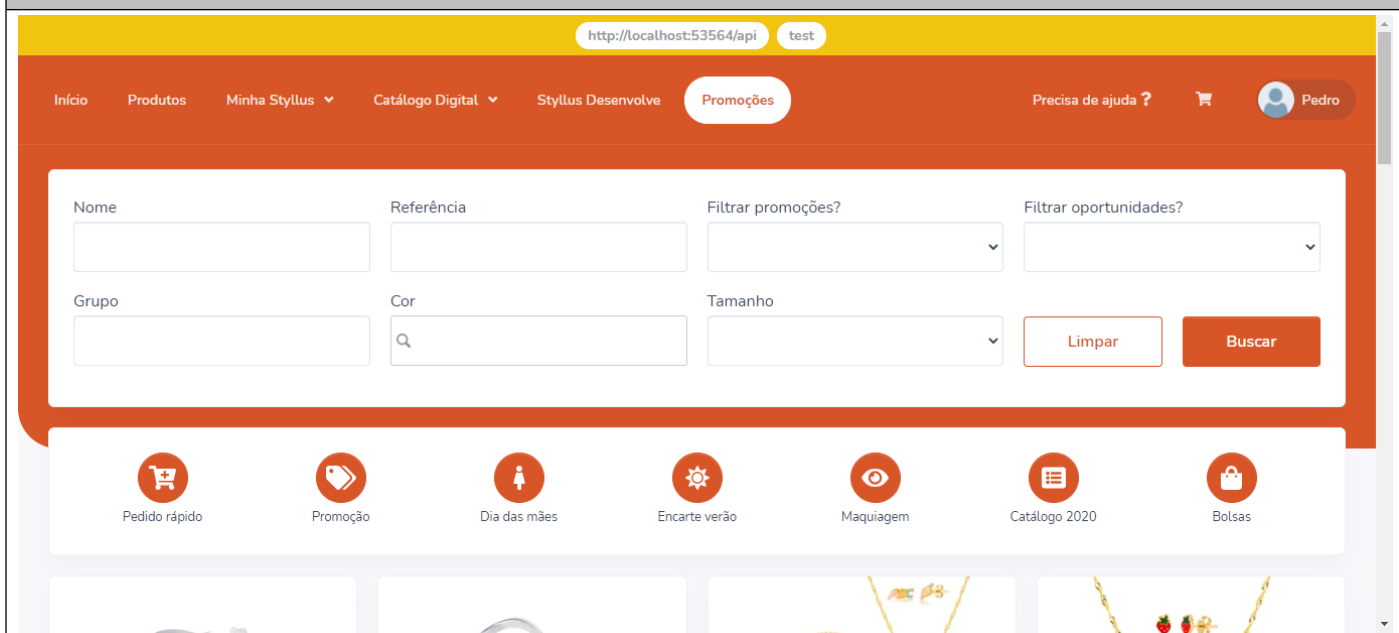 http://localhost:53564/api test
Início Produtos Minha Styllus Catálogo Digital Styllus Desenvolve Promoções Precisa de ajuda ? Pedro
Nome Referência Filtrar promoções? Filtrar oportunidades?
Grupo Cor Tamanho
Limpar Buscar
Pedido rápido Promoção Dia das mães Encarte verão Maquiagem Catálogo 2020 Bolsas